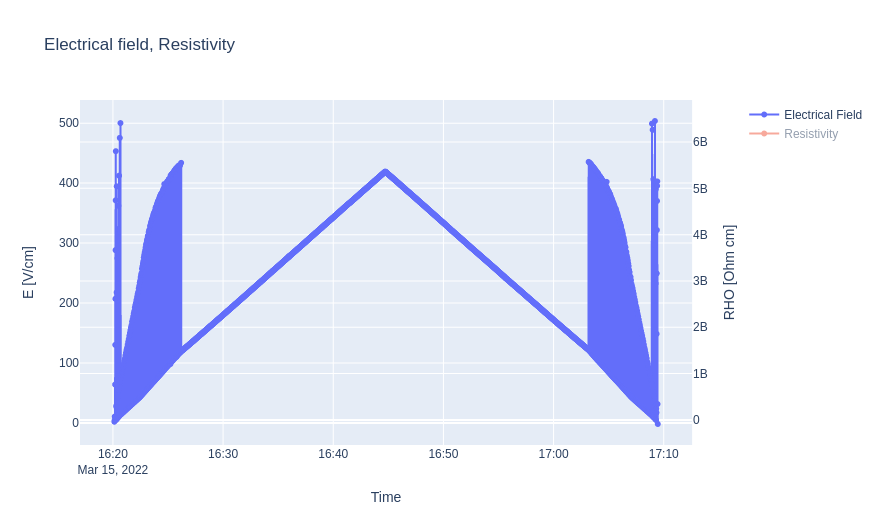 Electrical field, Resistivity
Electrical Field
Resistivity
500
400
300
200
100
0
E [V/cm]
6B
5B
4B
3B
2B
1B
0
RHO [Ohm cm]
16:20
16:30
16:40
16:50
17:00
17:10
Mar 15, 2022
Time